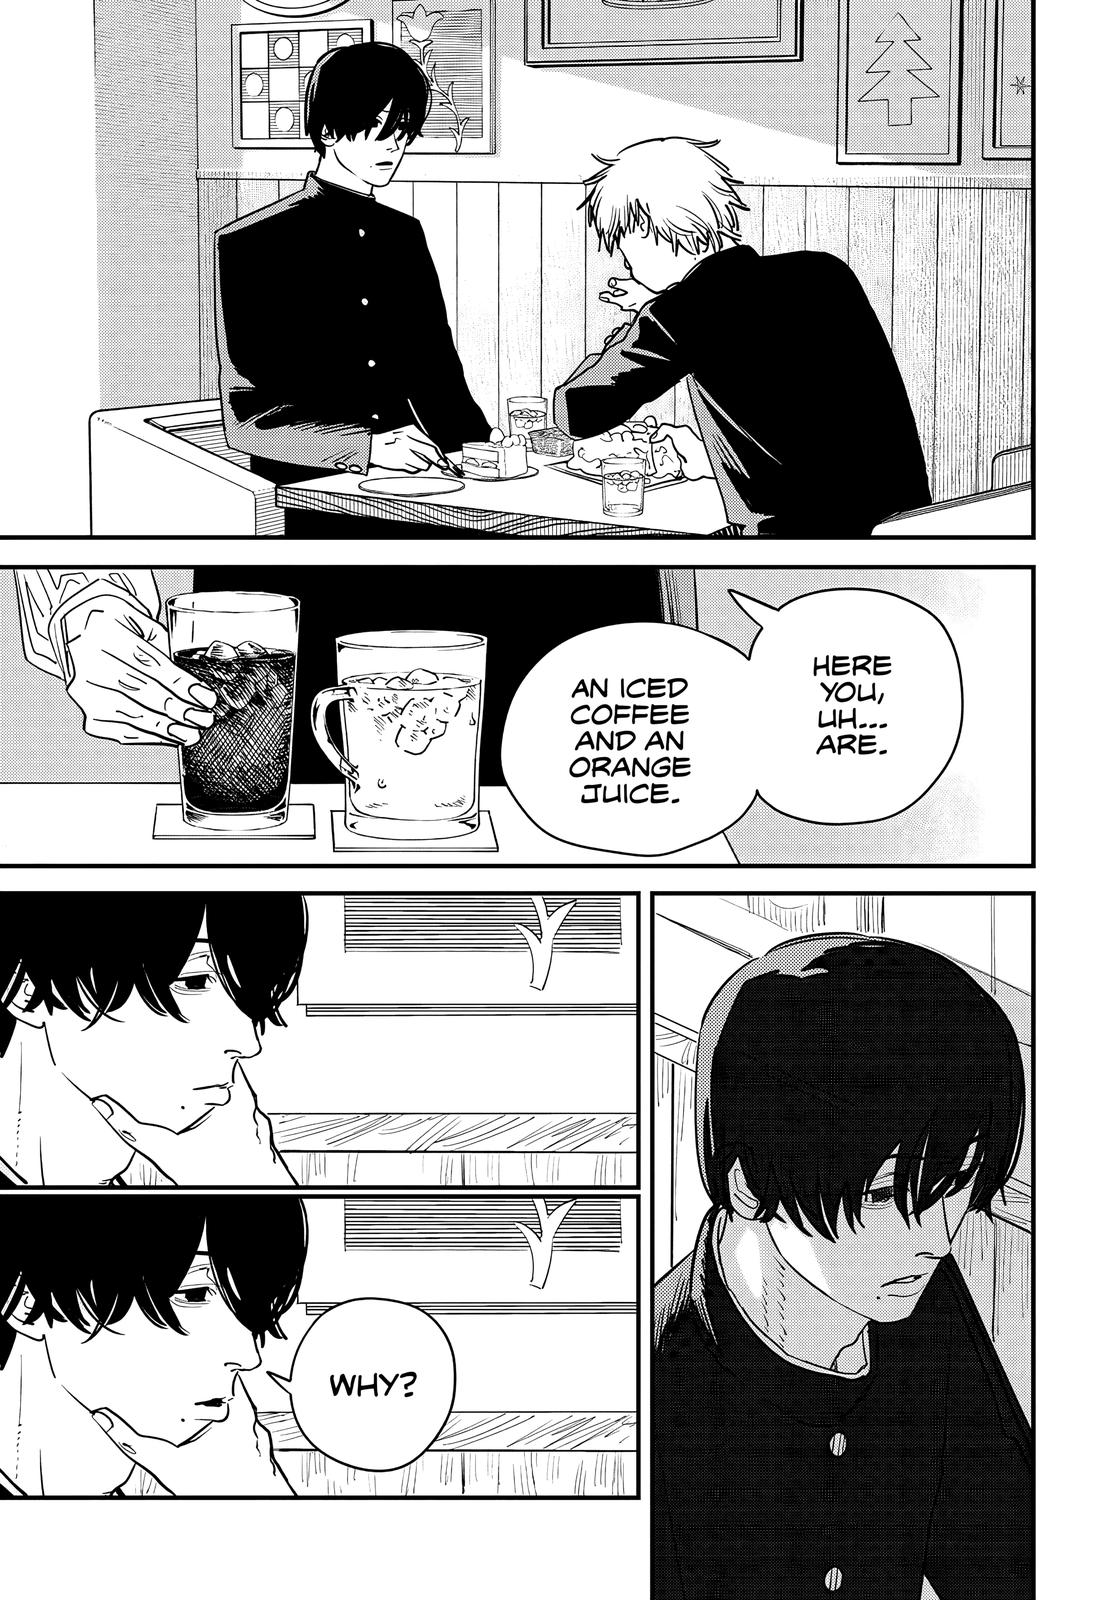 HERE
YOU,
UH...
ARE.
AN ICED
COFFEE
AND AN
ORANGE
JUICE.
WHY?